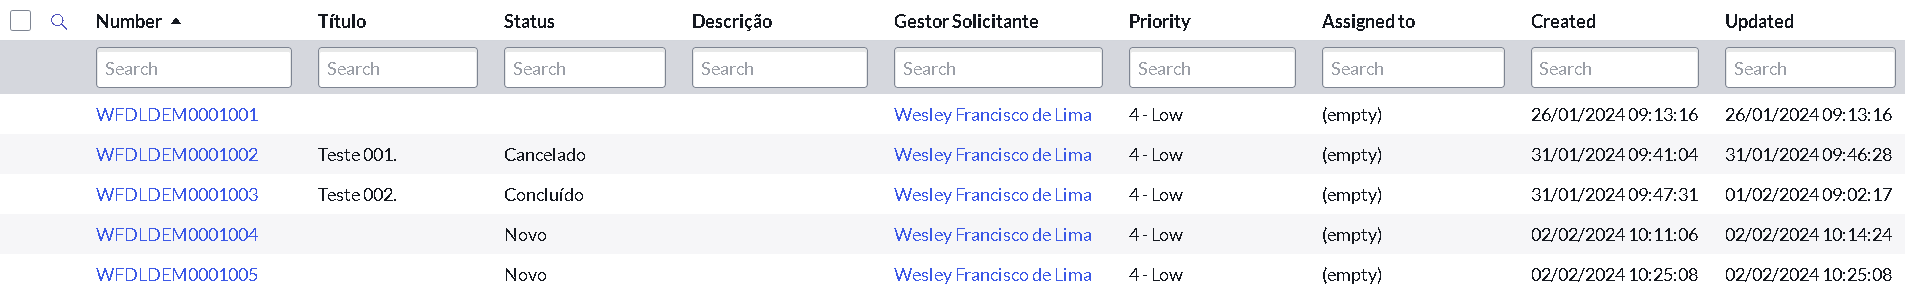 Number Título Status Descrição Gestor Solicitante Priority Assigned to Created Updated
Search Search Search Search Search Search Search Search Search
WFDLDEM0001001 Wesley Francisco de Lima 4 - Low (empty) 26/01/2024 09:13:16 26/01/2024 09:13:16
WFDLDEM0001002 Teste 001. Cancelado Wesley Francisco de Lima 4 - Low (empty) 31/01/2024 09:41:04 31/01/2024 09:46:28
WFDLDEM0001003 Teste 002. Concluído Wesley Francisco de Lima 4 - Low (empty) 31/01/2024 09:47:31 01/02/2024 09:02:17
WFDLDEM0001004 Novo Wesley Francisco de Lima 4 - Low (empty) 02/02/2024 10:11:06 02/02/2024 10:14:24
WFDLDEM0001005 Novo Wesley Francisco de Lima 4 - Low (empty) 02/02/2024 10:25:08 02/02/2024 10:25:08